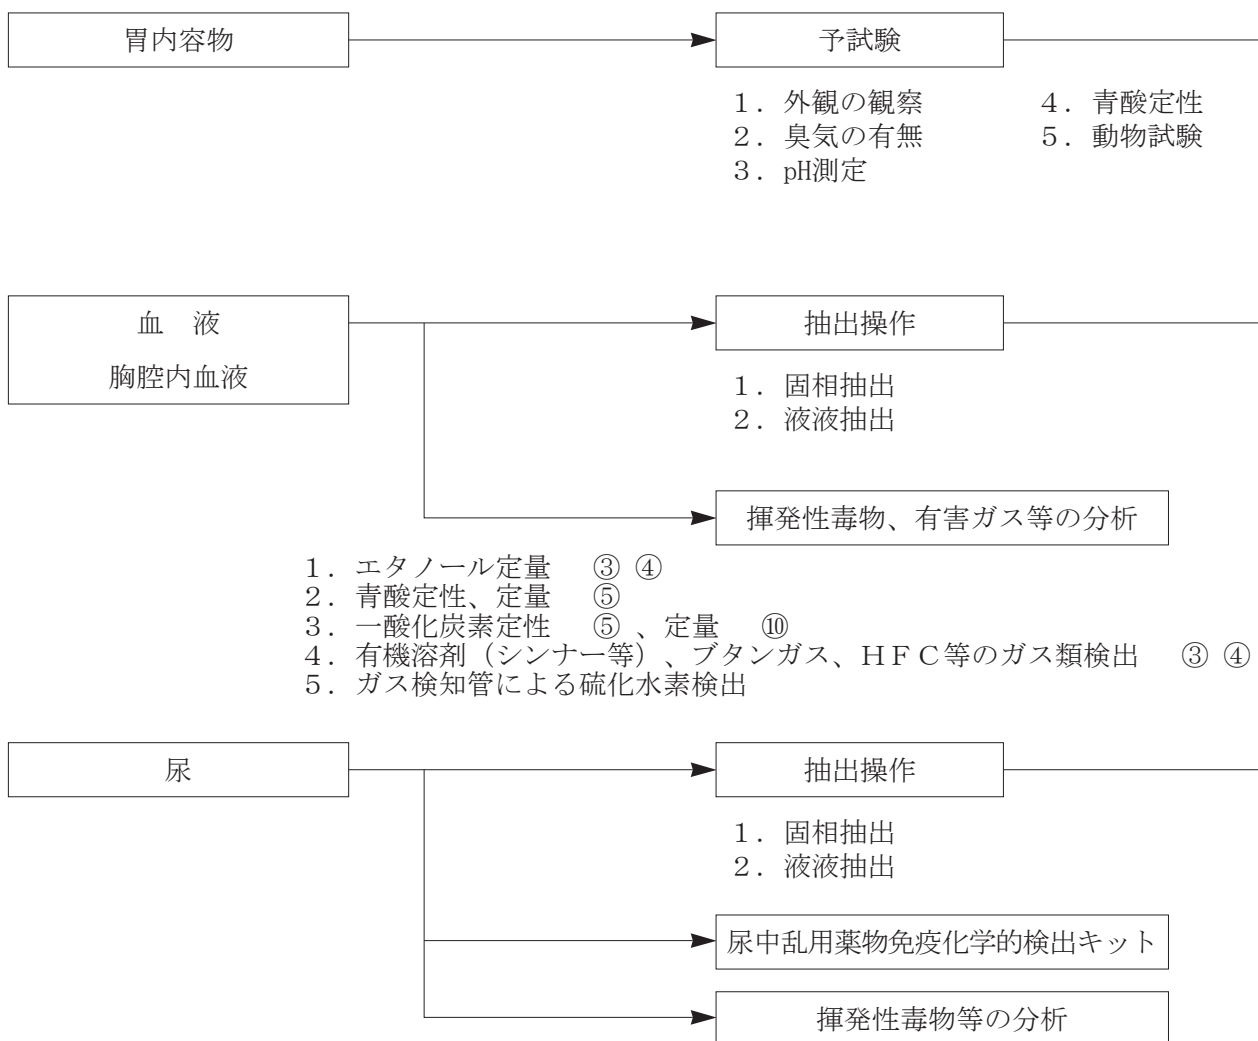 胃内容物
予試験
１．外観の観察　４．青酸定性
２．臭気の有無　５．動物試験
３．pH測定
血　液
胸腔内血液
抽出操作
１．固相抽出
２．液液抽出
揮発性毒物、有害ガス等の分析
１．エタノール定量　③ ④
２．青酸定性、定量　⑤
３．一酸化炭素定性　⑤ 、定量　⑩
４．有機溶剤（シンナー等）、ブタンガス、ＨＦＣ等のガス類検出　③ ④
５．ガス検知管による硫化水素検出
尿
抽出操作
１．固相抽出
２．液液抽出
尿中乱用薬物免疫化学的検出キット
揮発性毒物等の分析